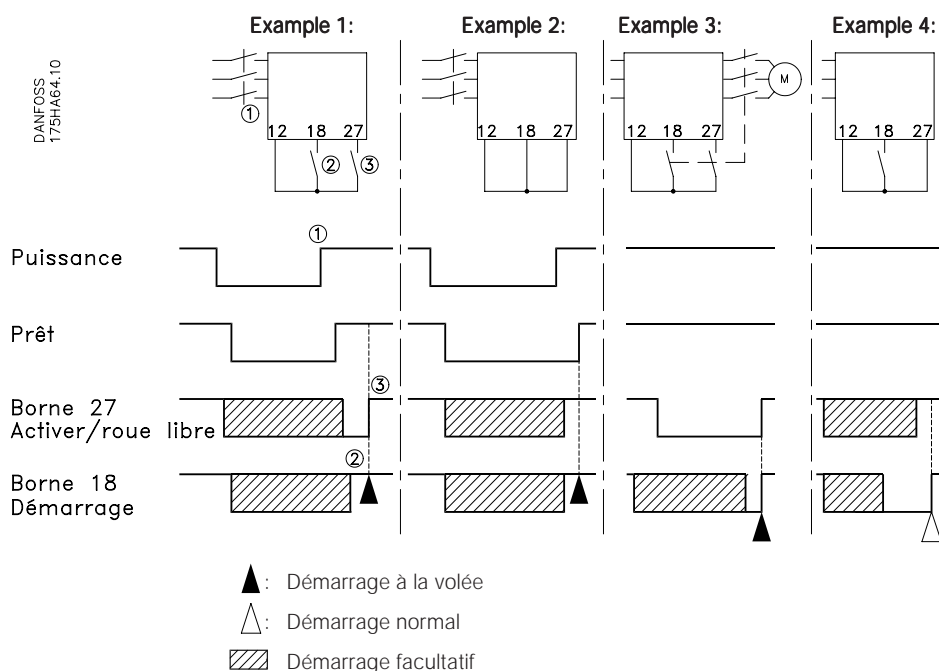 Example 1: Example 2: Example 3: Example 4:
DANFOSS
175HA64.10
M
①
12 18 27 12 18 27 12 18 27 12 18 27
② ③
①
Puissance
Prêt
③
Borne 27
Activer/roue libre
②
Borne 18
Démarrage
: Démarrage à la volée
: Démarrage normal
Démarrage facultatif